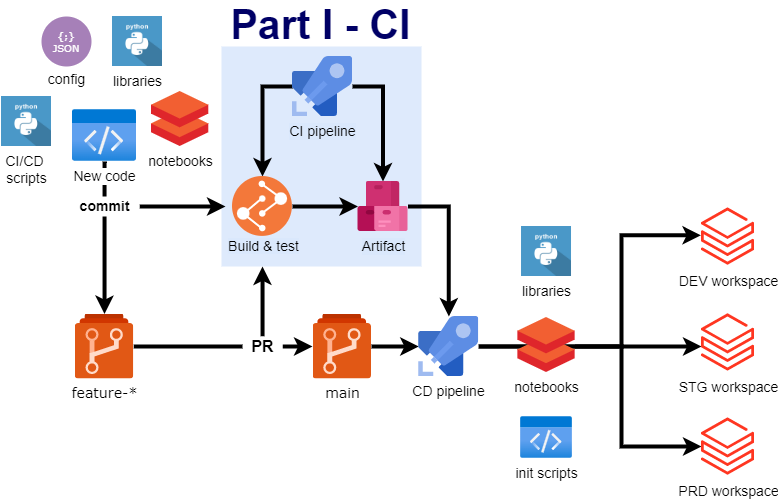 Part I - CI
{;}
JSON
config
python
libraries
python
CI/CD
scripts
</>
New code
notebooks
commit
CI pipeline
Build & test
Artifact
feature-*
PR
main
CD pipeline
python
libraries
notebooks
</>
init scripts
DEV workspace
STG workspace
PRD workspace